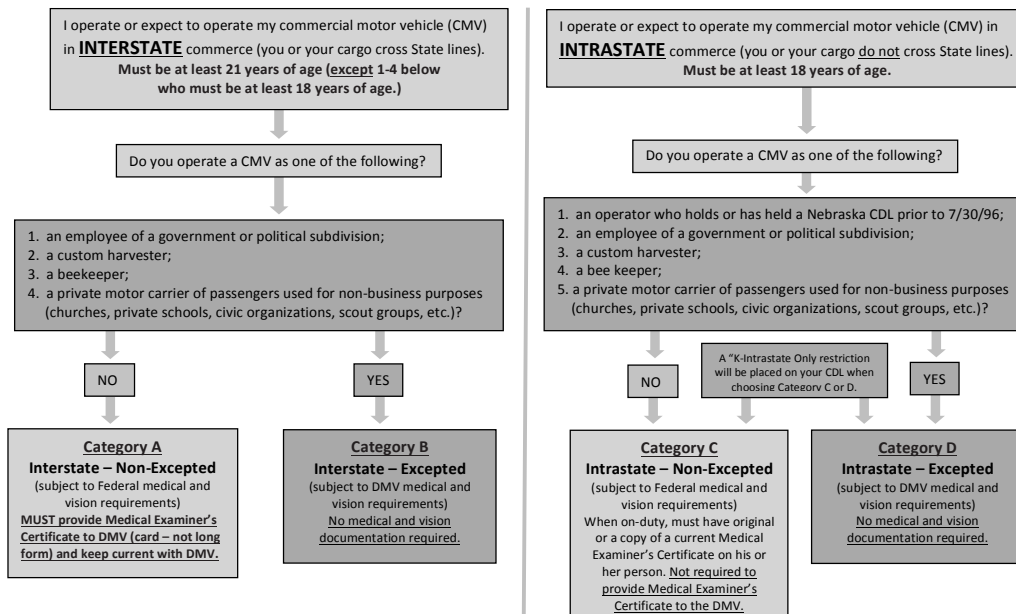 I operate or expect to operate my commercial motor vehicle (CMV)
in INTERSTATE commerce (you or your cargo cross State lines).
Must be at least 21 years of age (except 1-4 below
who must be at least 18 years of age.)
Do you operate a CMV as one of the following?
1. an employee of a government or political subdivision;
2. a custom harvester;
3. a beekeeper;
4. a private motor carrier of passengers used for non-business purposes
(churches, private schools, civic organizations, scout groups, etc.)?
NO
YES
Category A
Interstate – Non-Excepted
(subject to Federal medical and
vision requirements)
MUST provide Medical Examiner's
Certificate to DMV (card – not long
form) and keep current with DMV.
Category B
Interstate – Excepted
(subject to DMV medical and
vision requirements)
No medical and vision
documentation required.
I operate or expect to operate my commercial motor vehicle (CMV) in
INTRASTATE commerce (you or your cargo do not cross State lines).
Must be at least 18 years of age.
Do you operate a CMV as one of the following?
1. an operator who holds or has held a Nebraska CDL prior to 7/30/96;
2. an employee of a government or political subdivision;
3. a custom harvester;
4. a bee keeper;
5. a private motor carrier of passengers used for non-business purposes
(churches, private schools, civic organizations, scout groups, etc.)?
NO
A "K-Intrastate Only restriction
will be placed on your CDL when
choosing Category C or D.
YES
Category C
Intrastate – Non-Excepted
(subject to Federal medical and
vision requirements)
When on-duty, must have original
or a copy of a current Medical
Examiner's Certificate on his or
her person. Not required to
provide Medical Examiner's
Certificate to the DMV.
Category D
Intrastate – Excepted
(subject to DMV medical and
vision requirements)
No medical and vision
documentation required.